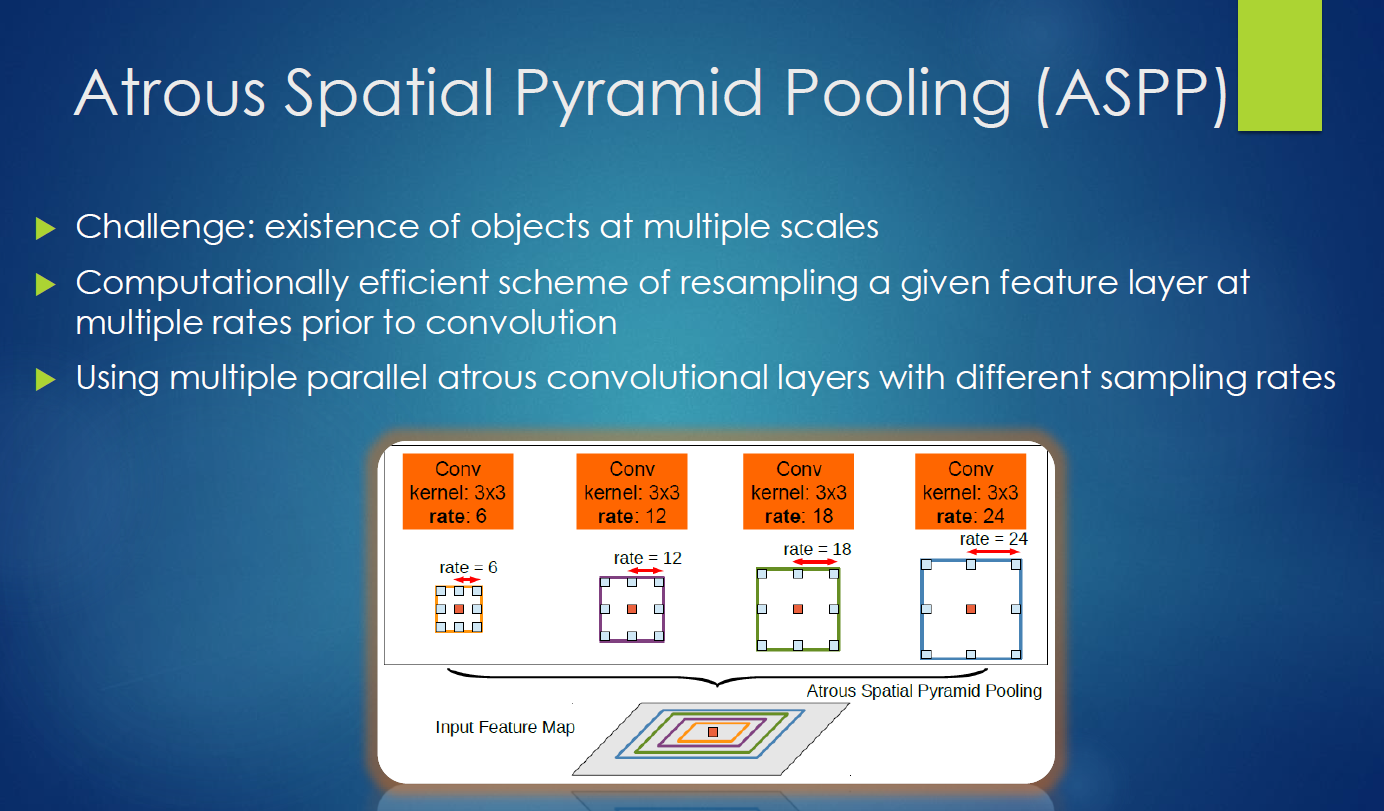 Atrous Spatial Pyramid Pooling (ASPP)
Challenge: existence of objects at multiple scales
Computationally efficient scheme of resampling a given feature layer at
multiple rates prior to convolution
Using multiple parallel atrous convolutional layers with different sampling rates
Conv
kernel: 3x3
rate: 6
Conv
kernel: 3x3
rate: 12
Conv
kernel: 3x3
rate: 18
Conv
kernel: 3x3
rate: 24
rate = 6
rate = 12
rate = 18
rate = 24
Atrous Spatial Pyramid Pooling
Input Feature Map